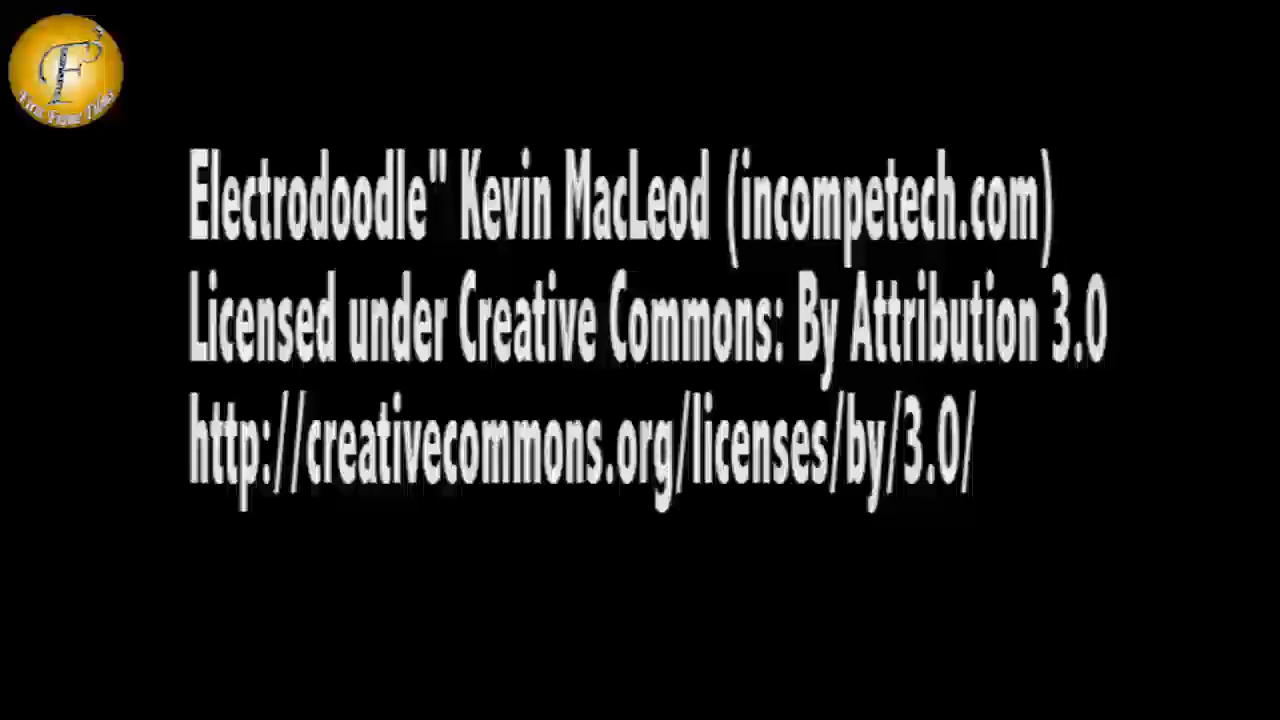 F
Electrodoodle" Kevin MacLeod (incompetech.com)
Licensed under Creative Commons: By Attribution 3.0
http://creativecommons.org/licenses/by/3.0/